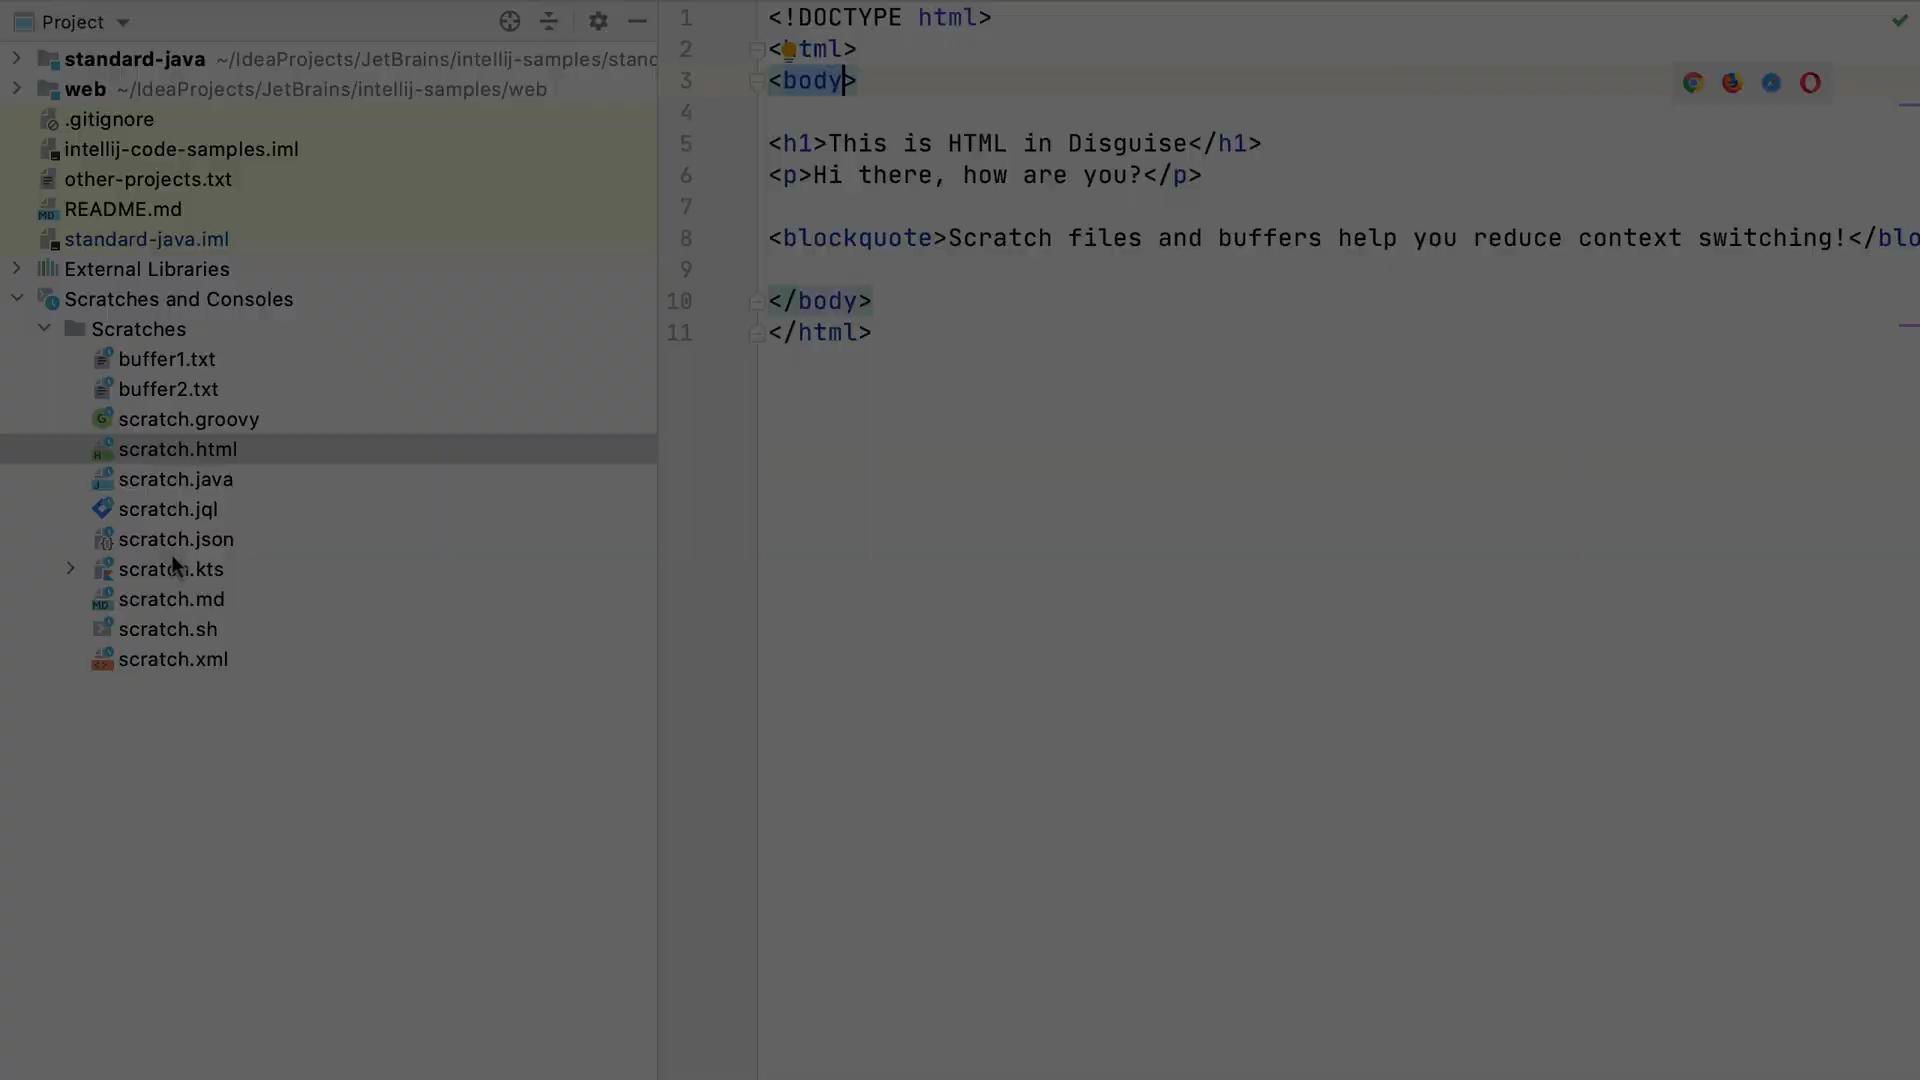 Project
standard-java ~/IdeaProjects/JetBrains/intellij-samples/stand
web ~/IdeaProjects/JetBrains/intellij-samples/web
.gitignore
intellij-code-samples.iml
other-projects.txt
README.md
standard-java.iml
External Libraries
Scratches and Consoles
Scratches
buffer1.txt
buffer2.txt
scratch.groovy
scratch.html
scratch.java
scratch.jql
scratch.json
scratch.kts
scratch.md
scratch.sh
scratch.xml
1 <!DOCTYPE html>
2 <html>
3 <body>
4
5 <h1>This is HTML in Disguise</h1>
6 <p>Hi there, how are you?</p>
7
8 <blockquote>Scratch files and buffers help you reduce context switching!</blo
9
10 </body>
11 </html>